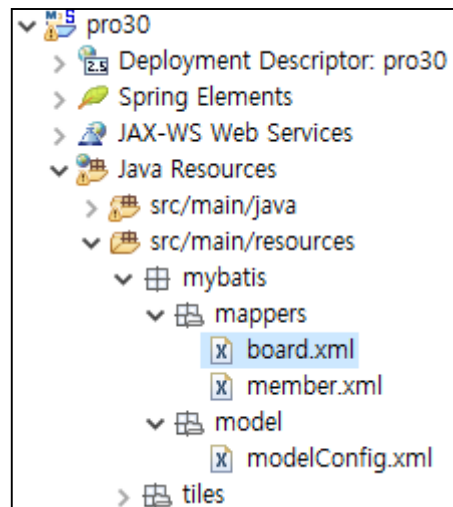 pro30
Deployment Descriptor: pro30
Spring Elements
JAX-WS Web Services
Java Resources
src/main/java
src/main/resources
mybatis
mappers
board.xml
member.xml
model
modelConfig.xml
tiles